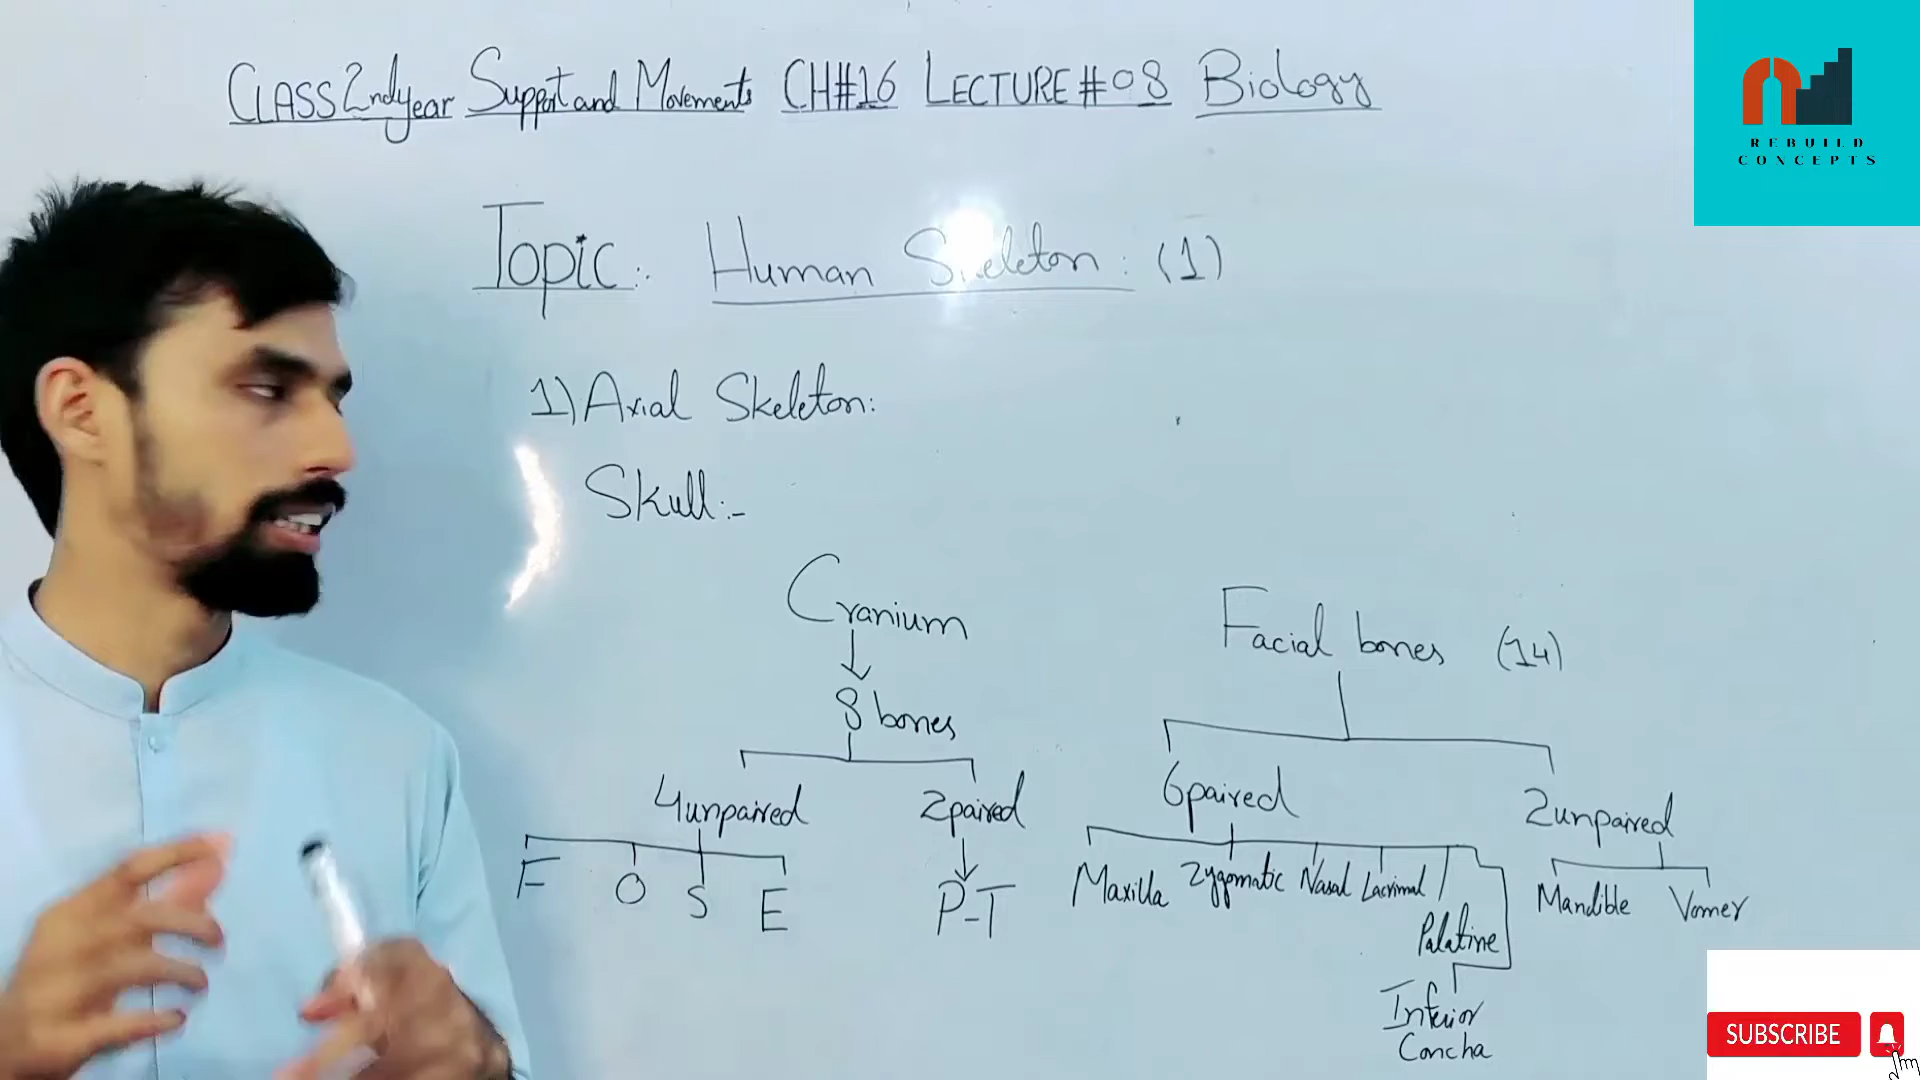 CLASS 2nd year Support and Movements CH#16 LECTURE#08 Biology
REBUILD
CONCEPTS
Topic:. Human Skeleton: (1)
1) Axial Skeleton:
Skull:-
Cranium
Facial bones (14)
8 bones
4 unpaired
2 paired
6 paired
2 unpaired
F O S E
P-T
Maxilla Zygomatic Nasal Lacrimal
Palatine
Inferior
Concha
Mandible Vomer
SUBSCRIBE